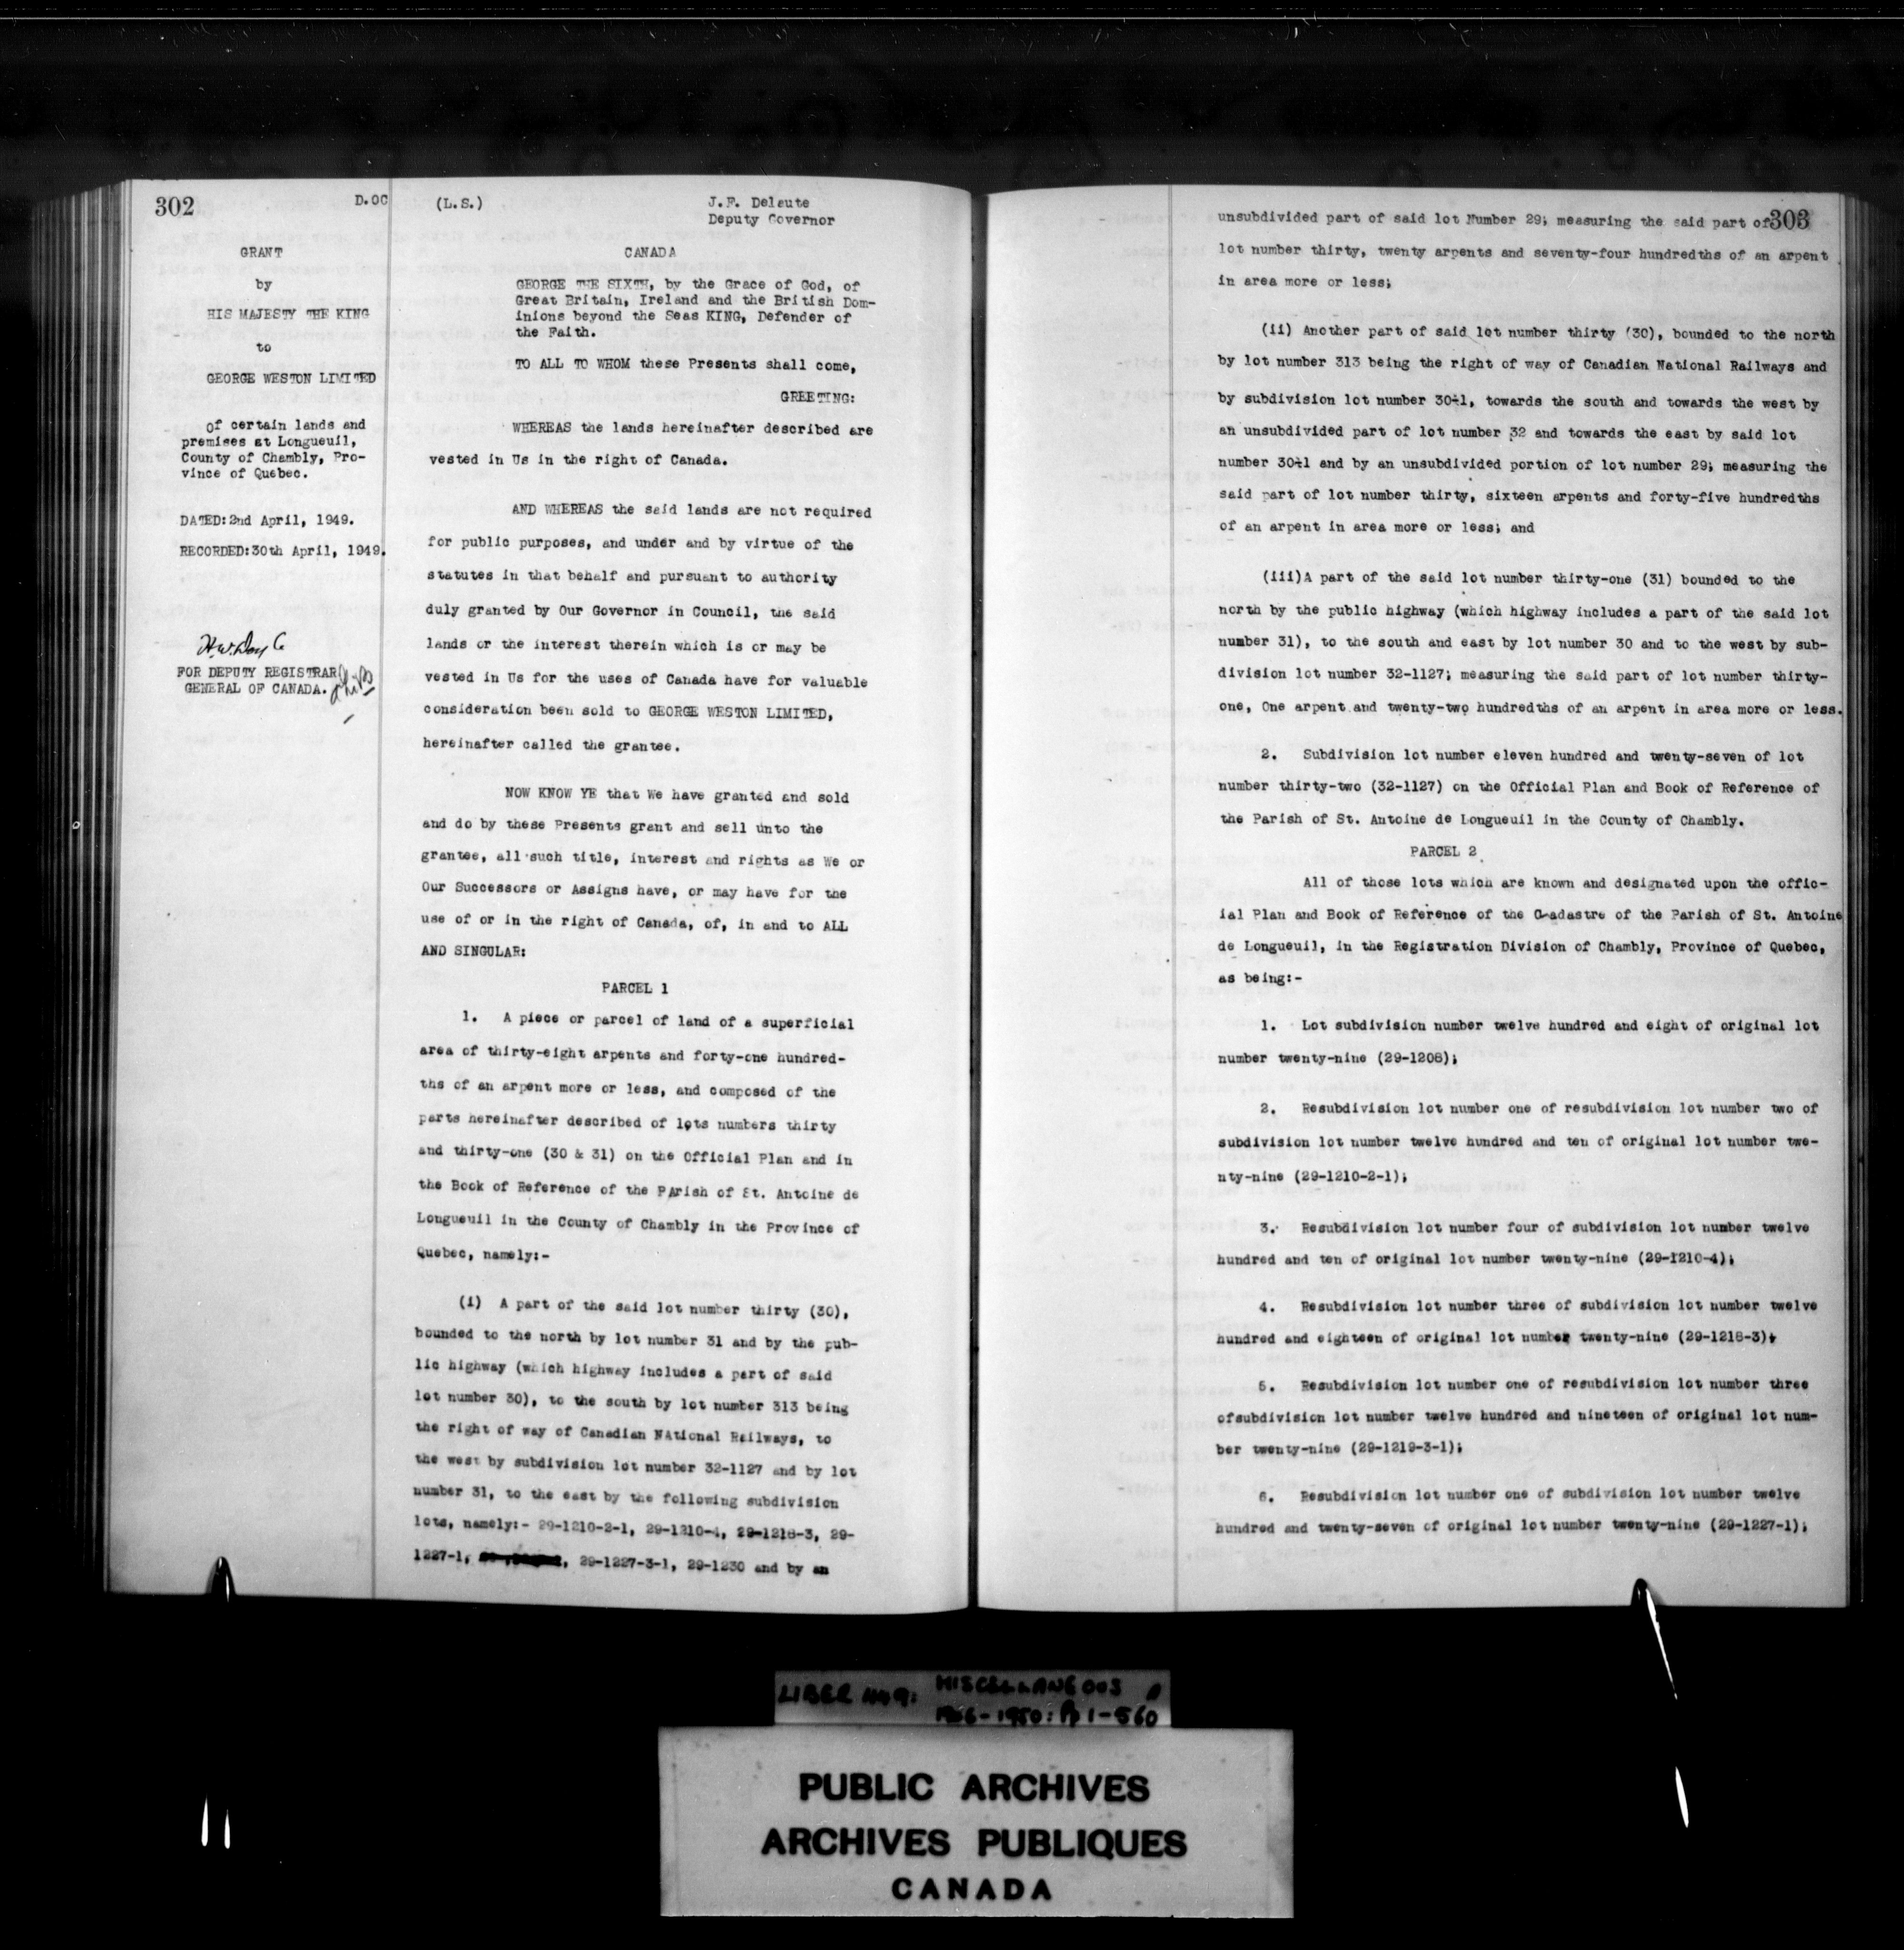 302
D.OC
(L.S.)
J.F. Delaute
Deputy Governor
GRANT
by
HIS MAJESTY THE KING
to
GEORGE WESTON LIMITED
of certain lands and
premises at Longueuil,
County of Chambly, Pro-
vince of Quebec.
DATED:2nd April, 1949.
RECORDED:30th April, 1949.
FOR DEPUTY REGISTRAR
GENERAL OF CANADA.
CANADA
GEORGE THE SIXTH, by the Grace of God, of
Great Britain, Ireland and the British Dom-
inions beyond the Seas KING, Defender of
the Faith.
TO ALL TO WHOM these Presents shall come,
GREETING:
WHEREAS the lands hereinafter described are
vested in Us in the right of Canada.
AND WHEREAS the said lands are not required
for public purposes, and under and by virtue of the
statutes in that behalf and pursuant to authority
duly granted by Our Governor in Council, the said
lands or the interest therein which is or may be
vested in Us for the uses of Canada have for valuable
consideration been sold to GEORGE WESTON LIMITED,
hereinafter called the grantee.
NOW KNOW YE that We have granted and sold
and do by these Presents grant and sell unto the
grantee, all such title, interest and rights as We or
Our Successors or Assigns have, or may have for the
use of or in the right of Canada, of, in and to ALL
AND SINGULAR:
PARCEL 1
1. A piece or parcel of land of a superficial
area of thirty-eight arpents and forty-one hundred-
ths of an arpent more or less, and composed of the
parts hereinafter described of lots numbers thirty
and thirty-one (30 & 31) on the Official Plan and in
the Book of Reference of the PArish of St. Antoine de
Longueuil in the County of Chambly in the Province of
Quebec, namely:-
(i) A part of the said lot number thirty (30),
bounded to the north by lot number 31 and by the pub-
lic highway (which highway includes a part of said
lot number 30), to the south by lot number 313 being
the right of way of Canadian NAtional Railways, to
the west by subdivision lot number 32-1127 and by lot
number 31, to the east by the following subdivision
lots, namely:- 29-1210-2-1, 29-1210-4, 29-1218-3, 29-
1227-1, 29-1227-3-1, 29-1230 and by an
303
unsubdivided part of said lot Number 29; measuring the said part of
lot number thirty, twenty arpents and seventy-four hundredths of an arpent
in area more or less;
(ii) Another part of said lot number thirty (30), bounded to the north
by lot number 313 being the right of way of Canadian National Railways and
by subdivision lot number 30-1, towards the south and towards the west by
an unsubdivided part of lot number 32 and towards the east by said lot
number 30-1 and by an unsubdivided portion of lot number 29; measuring the
said part of lot number thirty, sixteen arpents and forty-five hundredths
of an arpent in area more or less; and
(iii)A part of the said lot number thirty-one (31) bounded to the
north by the public highway (which highway includes a part of the said lot
number 31), to the south and east by lot number 30 and to the west by sub-
division lot number 32-1127; measuring the said part of lot number thirty-
one, One arpent and twenty-two hundredths of an arpent in area more or less.
2. Subdivision lot number eleven hundred and twenty-seven of lot
number thirty-two (32-1127) on the Official Plan and Book of Reference of
the Parish of St. Antoine de Longueuil in the County of Chambly.
PARCEL 2
All of those lots which are known and designated upon the offic-
ial Plan and Book of Reference of the Cadastre of the Parish of St. Antoine
de Longueuil, in the Registration Division of Chambly, Province of Quebec,
as being:-
1. Lot subdivision number twelve hundred and eight of original lot
number twenty-nine (29-1208);
2. Resubdivision lot number one of resubdivision lot number two of
subdivision lot number twelve hundred and ten of original lot number twe-
nty-nine (29-1210-2-1);
3. Resubdivision lot number four of subdivision lot number twelve
hundred and ten of original lot number twenty-nine (29-1210-4);
4. Resubdivision lot number three of subdivision lot number twelve
hundred and eighteen of original lot number twenty-nine (29-1218-3);
5. Resubdivision lot number one of resubdivision lot number three
ofsubdivision lot number twelve hundred and nineteen of original lot num-
ber twenty-nine (29-1219-3-1);
6. Resubdivision lot number one of subdivision lot number twelve
hundred and twenty-seven of original lot number twenty-nine (29-1227-1);
LIBER 449: MISCELLANEOUS
1946-1950: Pp 1-560
PUBLIC ARCHIVES
ARCHIVES PUBLIQUES
CANADA